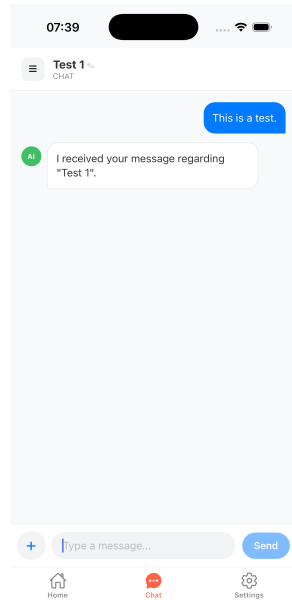 07:39
Test 1
CHAT
This is a test.
AI
I received your message regarding
"Test 1".
Type a message...
Send
Home
Chat
Settings